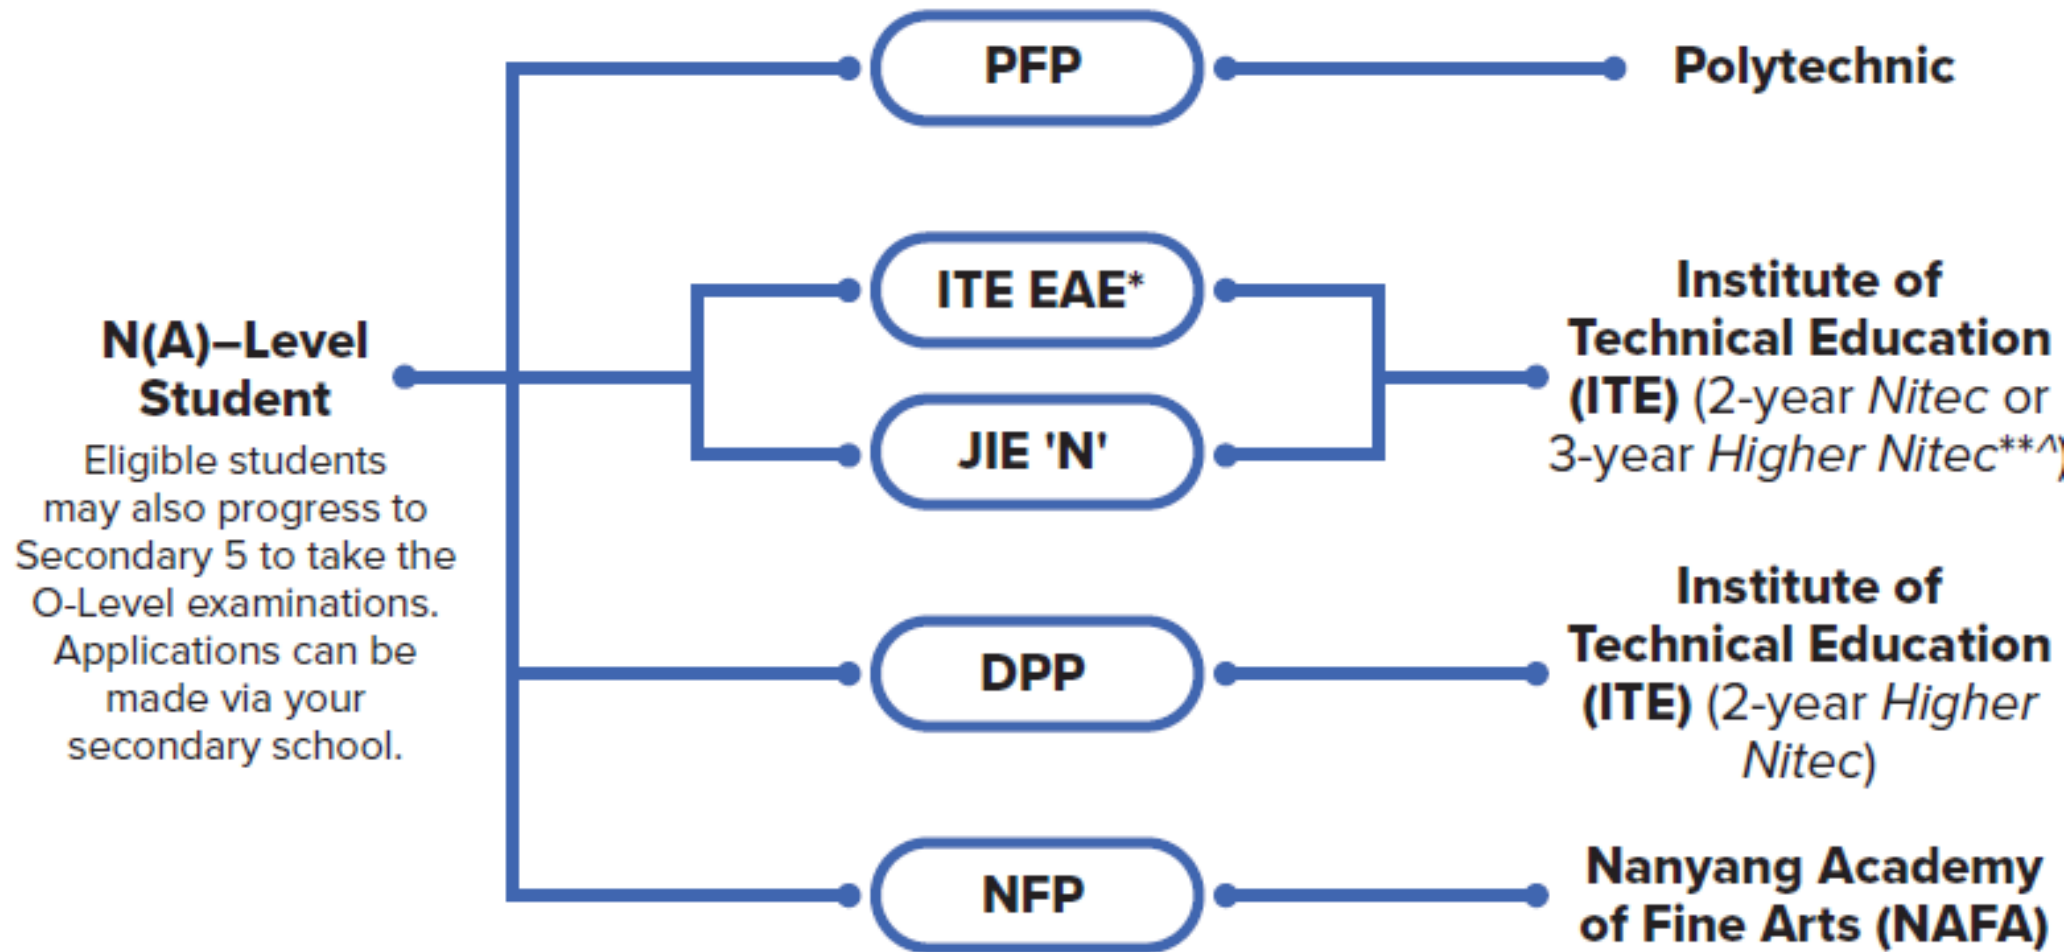 N(A)–Level
Student
Eligible students
may also progress to
Secondary 5 to take the
O-Level examinations.
Applications can be
made via your
secondary school.
PFP
Polytechnic
ITE EAE*
JIE 'N'
Institute of
Technical Education
(ITE) (2-year Nitec or
3-year Higher Nitec**^)
DPP
Institute of
Technical Education
(ITE) (2-year Higher
Nitec)
NFP
Nanyang Academy
of Fine Arts (NAFA)